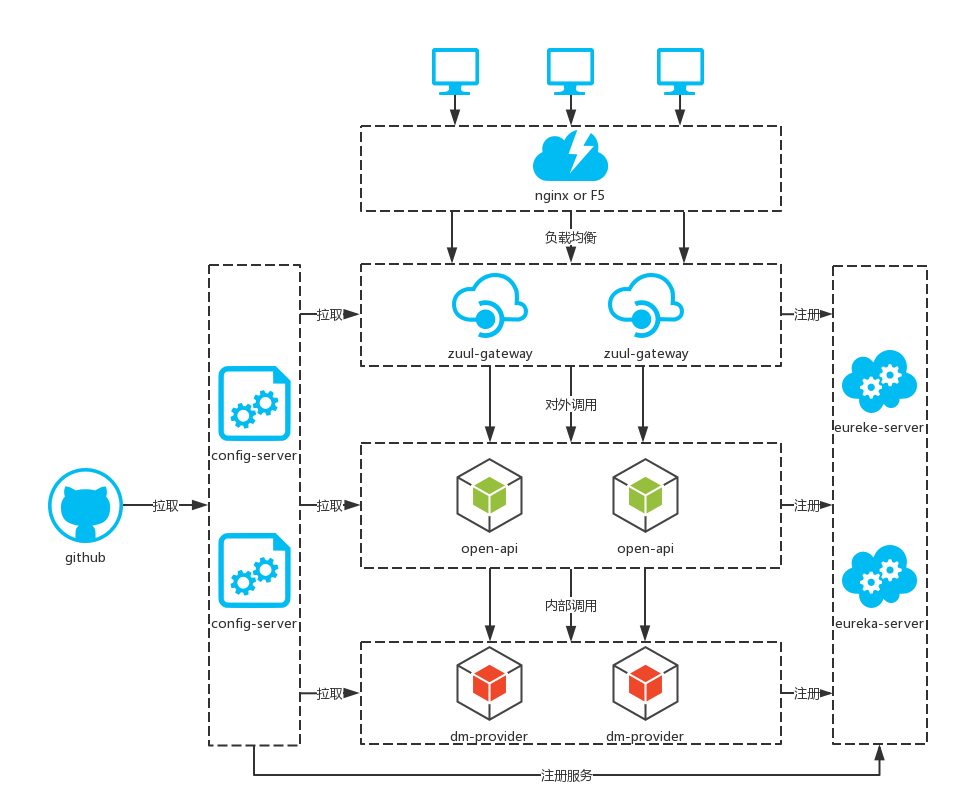 nginx or F5
负载均衡
拉取
zuul-gateway
zuul-gateway
注册
对外调用
config-server
eureke-server
github
拉取
拉取
open-api
open-api
注册
内部调用
config-server
eureka-server
拉取
dm-provider
dm-provider
注册
注册服务